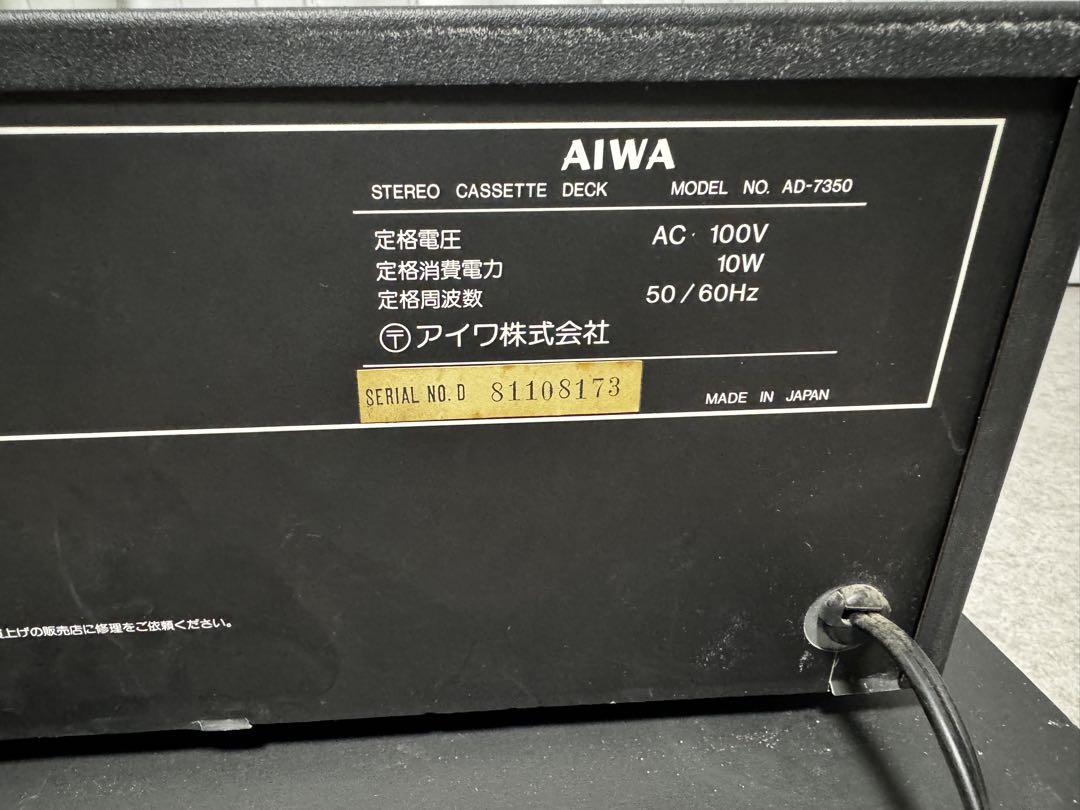 AIWA
STEREO CASSETTE DECK MODEL NO. AD-7350
定格電圧 AC 100V
定格消費電力 10W
定格周波数 50/60Hz
〶アイワ株式会社
SERIAL NO. D 81108173
MADE IN JAPAN
上げの販売店に修理をご依頼ください。